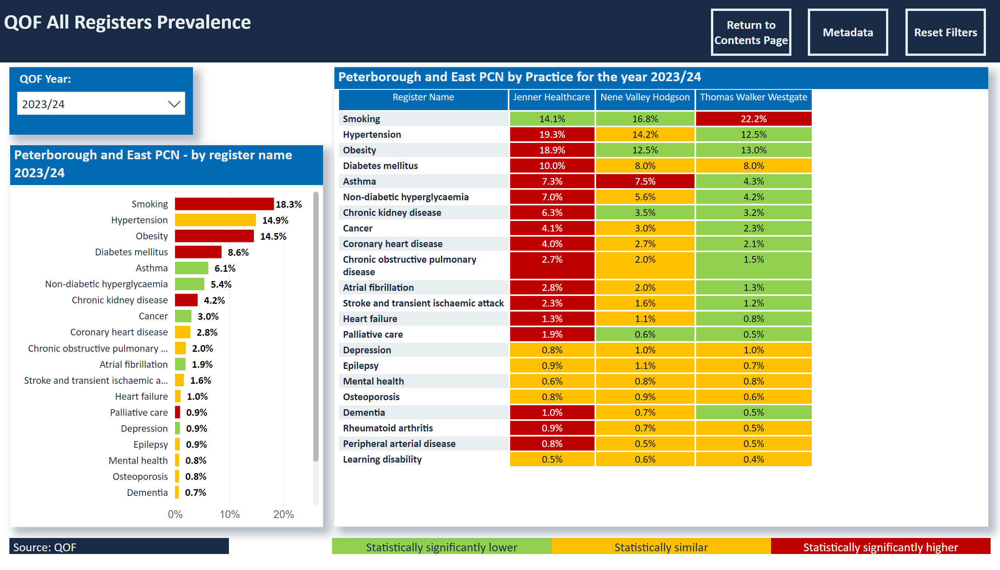 QOF All Registers Prevalence
Return to
Contents Page
Metadata
Reset Filters
QOF Year:
2023/24
Peterborough and East PCN - by register name
2023/24
Smoking 18.3%
Hypertension 14.9%
Obesity 14.5%
Diabetes mellitus 8.6%
Asthma 6.1%
Non-diabetic hyperglycaemia 5.4%
Chronic kidney disease 4.2%
Cancer 3.0%
Coronary heart disease 2.8%
Chronic obstructive pulmonary ... 2.0%
Atrial fibrillation 1.9%
Stroke and transient ischaemic a... 1.6%
Heart failure 1.0%
Palliative care 0.9%
Depression 0.9%
Epilepsy 0.9%
Mental health 0.8%
Osteoporosis 0.8%
Dementia 0.7%
0% 10% 20%
Peterborough and East PCN by Practice for the year 2023/24
Register Name Jenner Healthcare Nene Valley Hodgson Thomas Walker Westgate
Smoking 14.1% 16.8% 22.2%
Hypertension 19.3% 14.2% 12.5%
Obesity 18.9% 12.5% 13.0%
Diabetes mellitus 10.0% 8.0% 8.0%
Asthma 7.3% 7.5% 4.3%
Non-diabetic hyperglycaemia 7.0% 5.6% 4.2%
Chronic kidney disease 6.3% 3.5% 3.2%
Cancer 4.1% 3.0% 2.3%
Coronary heart disease 4.0% 2.7% 2.1%
Chronic obstructive pulmonary 2.7% 2.0% 1.5%
disease
Atrial fibrillation 2.8% 2.0% 1.3%
Stroke and transient ischaemic attack 2.3% 1.6% 1.2%
Heart failure 1.3% 1.1% 0.8%
Palliative care 1.9% 0.6% 0.5%
Depression 0.8% 1.0% 1.0%
Epilepsy 0.9% 1.1% 0.7%
Mental health 0.6% 0.8% 0.8%
Osteoporosis 0.8% 0.9% 0.6%
Dementia 1.0% 0.7% 0.5%
Rheumatoid arthritis 0.9% 0.7% 0.5%
Peripheral arterial disease 0.8% 0.5% 0.5%
Learning disability 0.5% 0.6% 0.4%
Source: QOF
Statistically significantly lower Statistically similar Statistically significantly higher